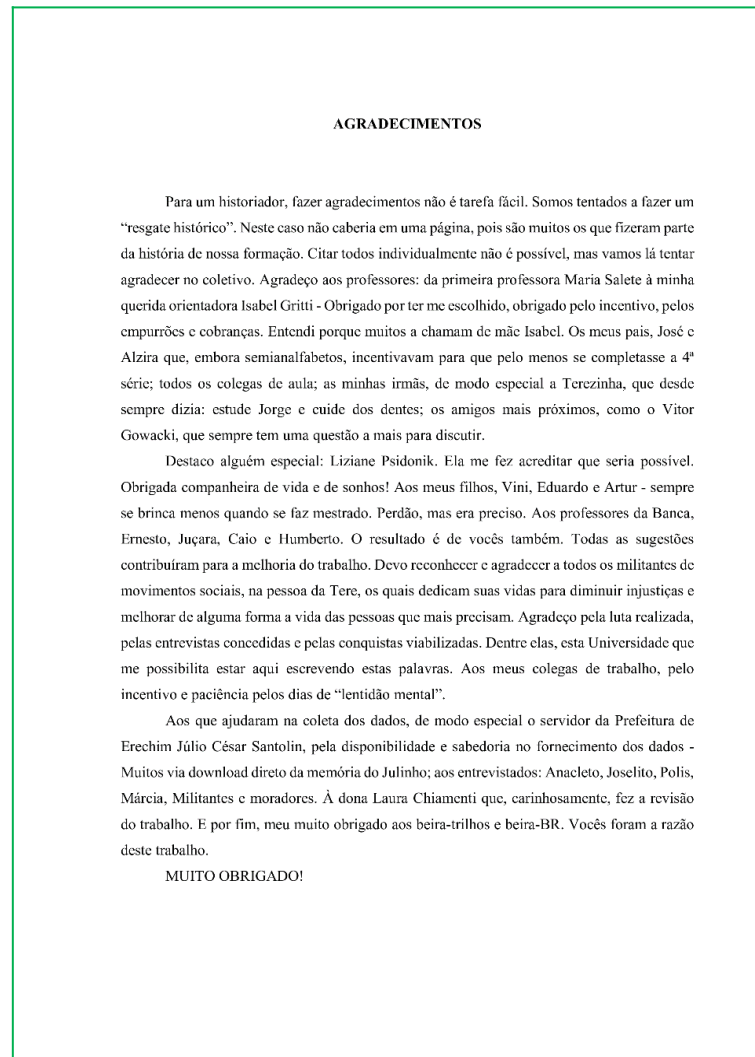 AGRADECIMENTOS
Para um historiador, fazer agradecimentos não é tarefa fácil. Somos tentados a fazer um
“resgate histórico”. Neste caso não caberia em uma página, pois são muitos os que fizeram parte
da história de nossa formação. Citar todos individualmente não é possível, mas vamos lá tentar
agradecer no coletivo. Agradeço aos professores: da primeira professora Maria Salete à minha
querida orientadora Isabel Gritti - Obrigado por ter me escolhido, obrigado pelo incentivo, pelos
empurrões e cobranças. Entendi porque muitos a chamam de mãe Isabel. Os meus pais, José e
Alzira que, embora semianalfabetos, incentivavam para que pelo menos se completasse a 4ª
série; todos os colegas de aula; as minhas irmãs, de modo especial a Terezinha, que desde
sempre dizia: estude Jorge e cuide dos dentes; os amigos mais próximos, como o Vitor
Gowacki, que sempre tem uma questão a mais para discutir.
Destaco alguém especial: Liziane Psidonik. Ela me fez acreditar que seria possível.
Obrigada companheira de vida e de sonhos! Aos meus filhos, Vini, Eduardo e Artur - sempre
se brinca menos quando se faz mestrado. Perdão, mas era preciso. Aos professores da Banca,
Ernesto, Juçara, Caio e Humberto. O resultado é de vocês também. Todas as sugestões
contribuíram para a melhoria do trabalho. Devo reconhecer e agradecer a todos os militantes de
movimentos sociais, na pessoa da Tere, os quais dedicam suas vidas para diminuir injustiças e
melhorar de alguma forma a vida das pessoas que mais precisam. Agradeço pela luta realizada,
pelas entrevistas concedidas e pelas conquistas viabilizadas. Dentre elas, esta Universidade que
me possibilita estar aqui escrevendo estas palavras. Aos meus colegas de trabalho, pelo
incentivo e paciência pelos dias de “lentidão mental”.
Aos que ajudaram na coleta dos dados, de modo especial o servidor da Prefeitura de
Erechim Júlio César Santolin, pela disponibilidade e sabedoria no fornecimento dos dados -
Muitos via download direto da memória do Julinho; aos entrevistados: Anacleto, Joselito, Polis,
Márcia, Militantes e moradores. À dona Laura Chiamenti que, carinhosamente, fez a revisão
do trabalho. E por fim, meu muito obrigado aos beira-trilhos e beira-BR. Vocês foram a razão
deste trabalho.
MUITO OBRIGADO!